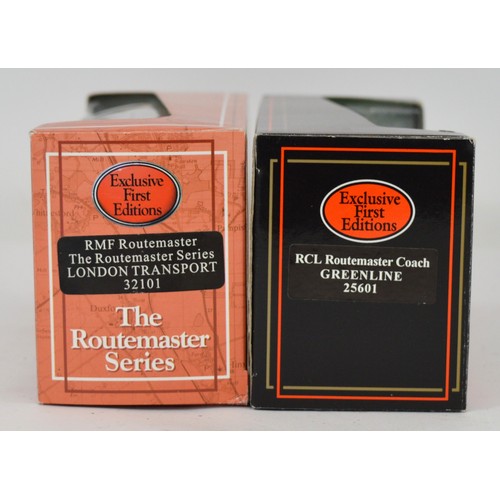 Exclusive
First
Editions
RMF Routemaster
The Routemaster Series
LONDON TRANSPORT
32101
The
Routemaster
Series
Exclusive
First
Editions
RCL Routemaster Coach
GREENLINE
25601